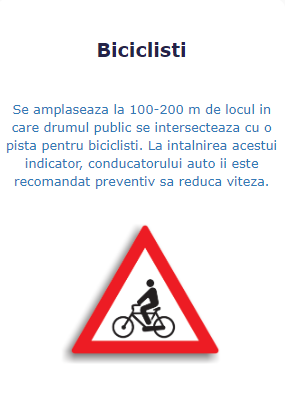 Biciclisti
Se amplaseaza la 100-200 m de locul in
care drumul public se intersecteaza cu o
pista pentru biciclisti. La intalnirea acestui
indicator, conducatorului auto ii este
recomandat preventiv sa reduca viteza.